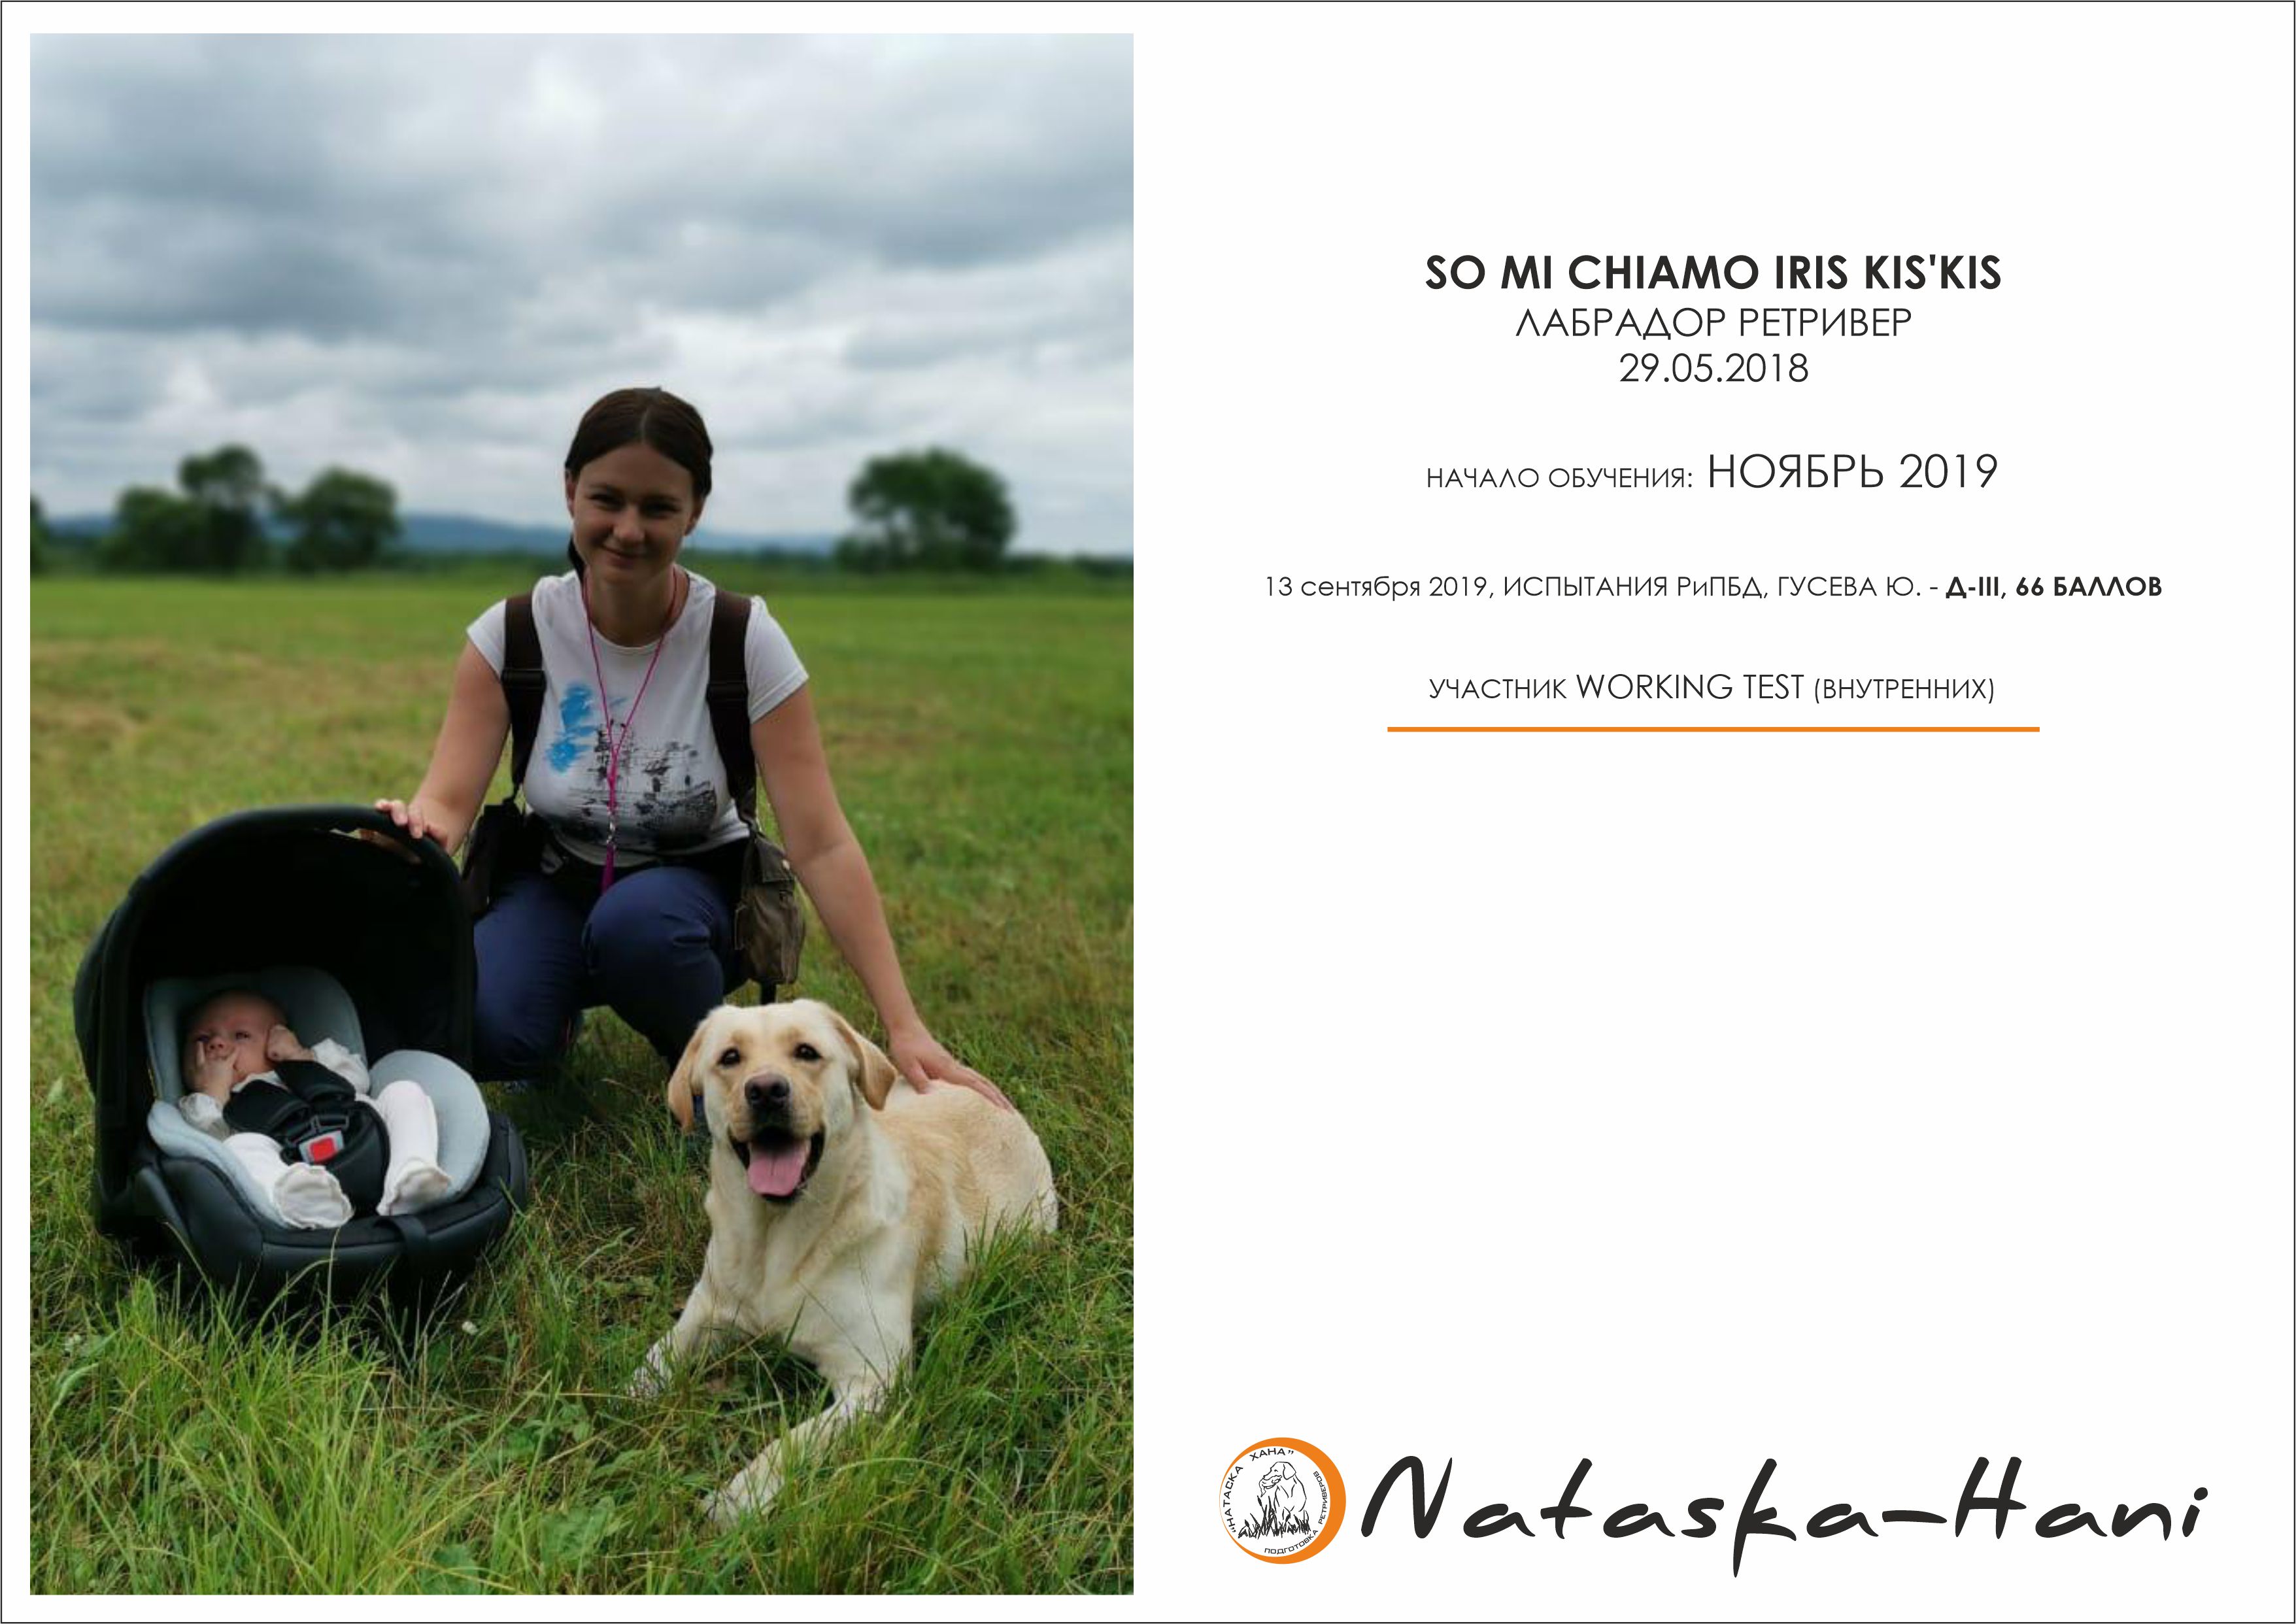 SO MI CHIAMO IRIS KIS'KIS
ЛАБРАДОР РЕТРИВЕР
29.05.2018
НАЧАЛО ОБУЧЕНИЯ: НОЯБРЬ 2019
13 сентября 2019, ИСПЫТАНИЯ РиПБД, ГУСЕВА Ю. - Д-III, 66 БАЛЛОВ
УЧАСТНИК WORKING TEST (ВНУТРЕННИХ)
"НАТАСКА ХАНА"
ПОДГОТОВКА РЕТРИВЕРОВ
Nataska-Hani